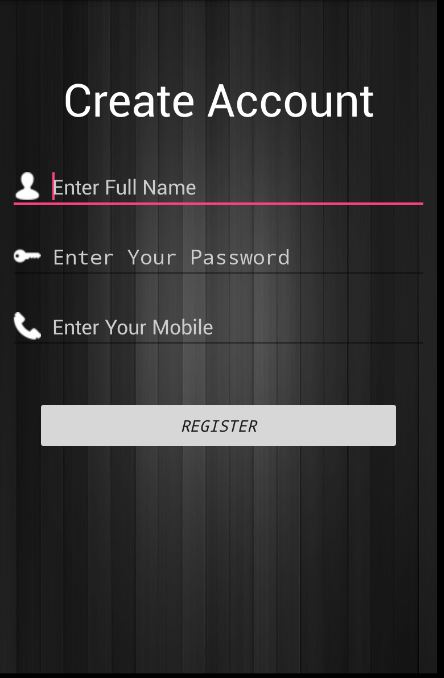 Create Account
Enter Full Name
Enter Your Password
Enter Your Mobile
REGISTER